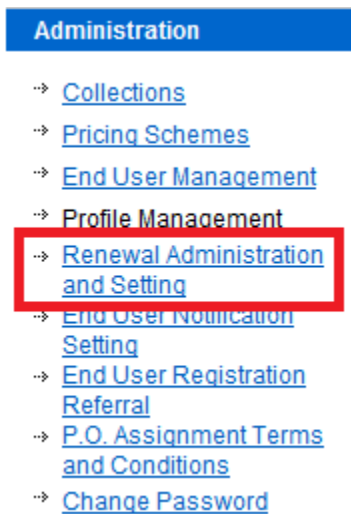 Administration
Collections
Pricing Schemes
End User Management
Profile Management
Renewal Administration
and Setting
End User Notification
Setting
End User Registration
Referral
P.O. Assignment Terms
and Conditions
Change Password